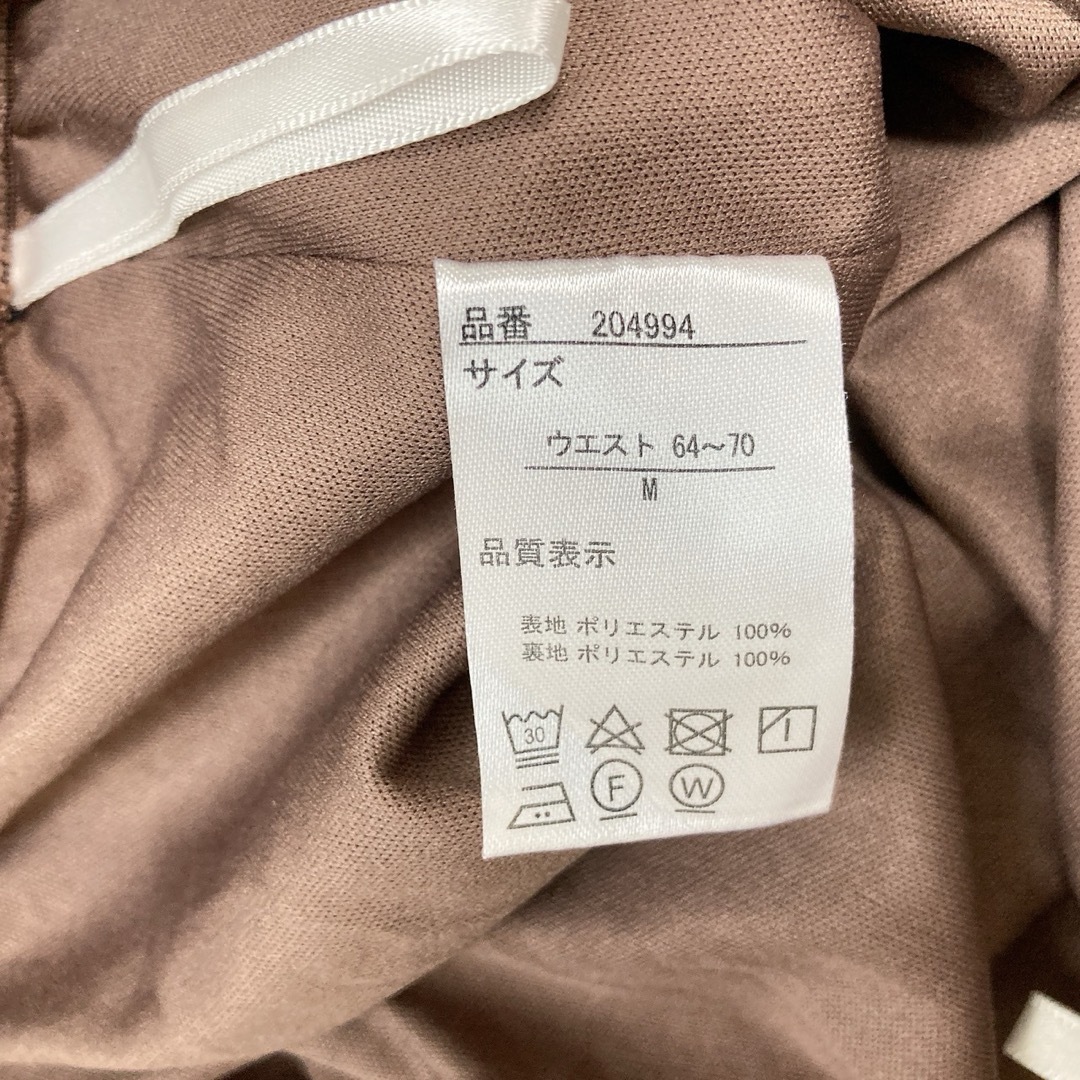 品番 204994
サイズ
ウエスト 64～70
M
品質表示
表地 ポリエステル 100%
裏地 ポリエステル 100%
30
F W